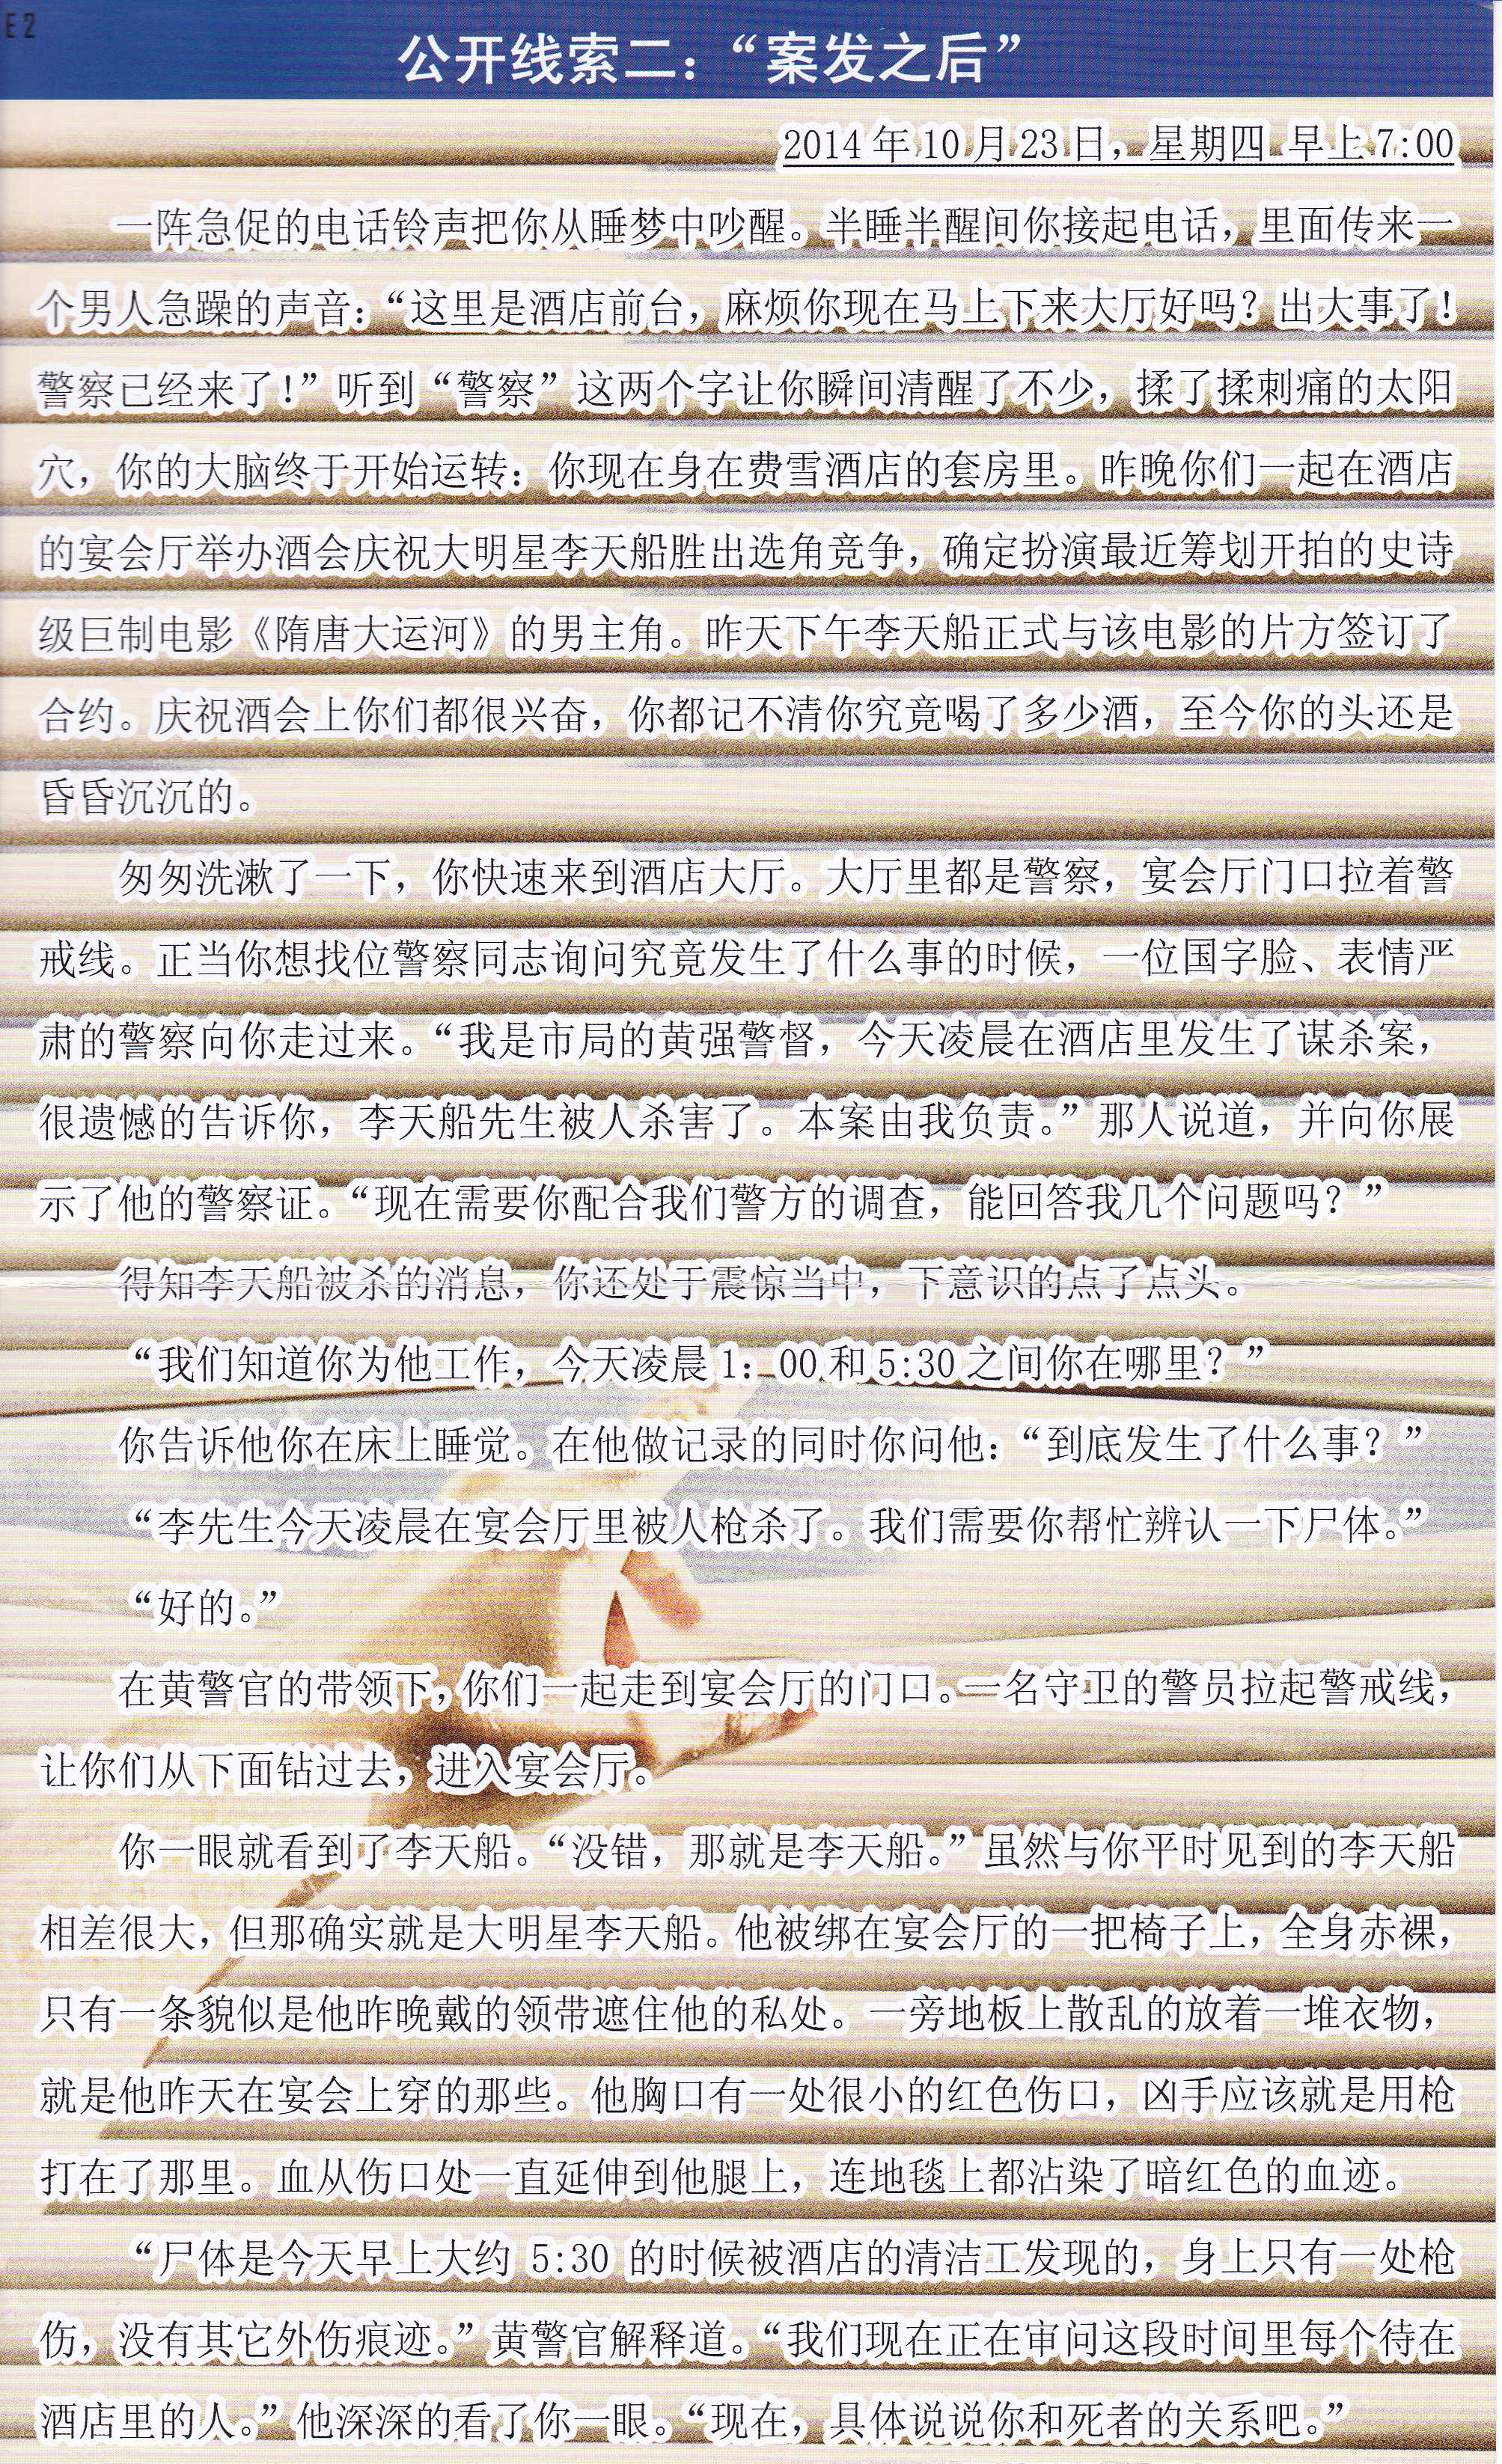 E2
公开线索二：“案发之后”
2014年10月23日，星期四 早上7:00
一阵急促的电话铃声把你从睡梦中吵醒。半睡半醒间你接起电话，里面传来一
个男人急躁的声音：“这里是酒店前台，麻烦你现在马上下来大厅好吗？出大事了！
警察已经来了！”听到“警察”这两个字让你瞬间清醒了不少，揉了揉刺痛的太阳
穴，你的大脑终于开始运转：你现在身在费雪酒店的套房里。昨晚你们一起在酒店
的宴会厅举办酒会庆祝大明星李天船胜出选角竞争，确定扮演最近筹划开拍的史诗
级巨制电影《隋唐大运河》的男主角。昨天下午李天船正式与该电影的片方签订了
合约。庆祝酒会上你们都很兴奋，你都记不清你究竟喝了多少酒，至今你的头还是
昏昏沉沉的。
匆匆洗漱了一下，你快速来到酒店大厅。大厅里都是警察，宴会厅门口拉着警
戒线。正当你想找位警察同志询问究竟发生了什么事的时候，一位国字脸、表情严
肃的警察向你走过来。“我是市局的黄强警督，今天凌晨在酒店里发生了谋杀案，
很遗憾的告诉你，李天船先生被人杀害了。本案由我负责。”那人说道，并向你展
示了他的警察证。“现在需要你配合我们警方的调查，能回答我几个问题吗？”
得知李天船被杀的消息，你还处于震惊当中，下意识的点了点头。
“我们知道你为他工作，今天凌晨1：00和5:30之间你在哪里？”
你告诉他你在床上睡觉。在他做记录的同时你问他：“到底发生了什么事？”
“李先生今天凌晨在宴会厅里被人枪杀了。我们需要你帮忙辨认一下尸体。”
“好的。”
在黄警官的带领下，你们一起走到宴会厅的门口。一名守卫的警员拉起警戒线，
让你们从下面钻过去，进入宴会厅。
你一眼就看到了李天船。“没错，那就是李天船。”虽然与你平时见到的李天船
相差很大，但那确实就是大明星李天船。他被绑在宴会厅的一把椅子上，全身赤裸，
只有一条貌似是他昨晚戴的领带遮住他的私处。一旁地板上散乱的放着一堆衣物，
就是他昨天在宴会上穿的那些。他胸口有一处很小的红色伤口，凶手应该就是用枪
打在了那里。血从伤口处一直延伸到他腿上，连地毯上都沾染了暗红色的血迹。
“尸体是今天早上大约 5:30 的时候被酒店的清洁工发现的，身上只有一处枪
伤，没有其它外伤痕迹。”黄警官解释道。“我们现在正在审问这段时间里每个待在
酒店里的人。”他深深的看了你一眼。“现在，具体说说你和死者的关系吧。”